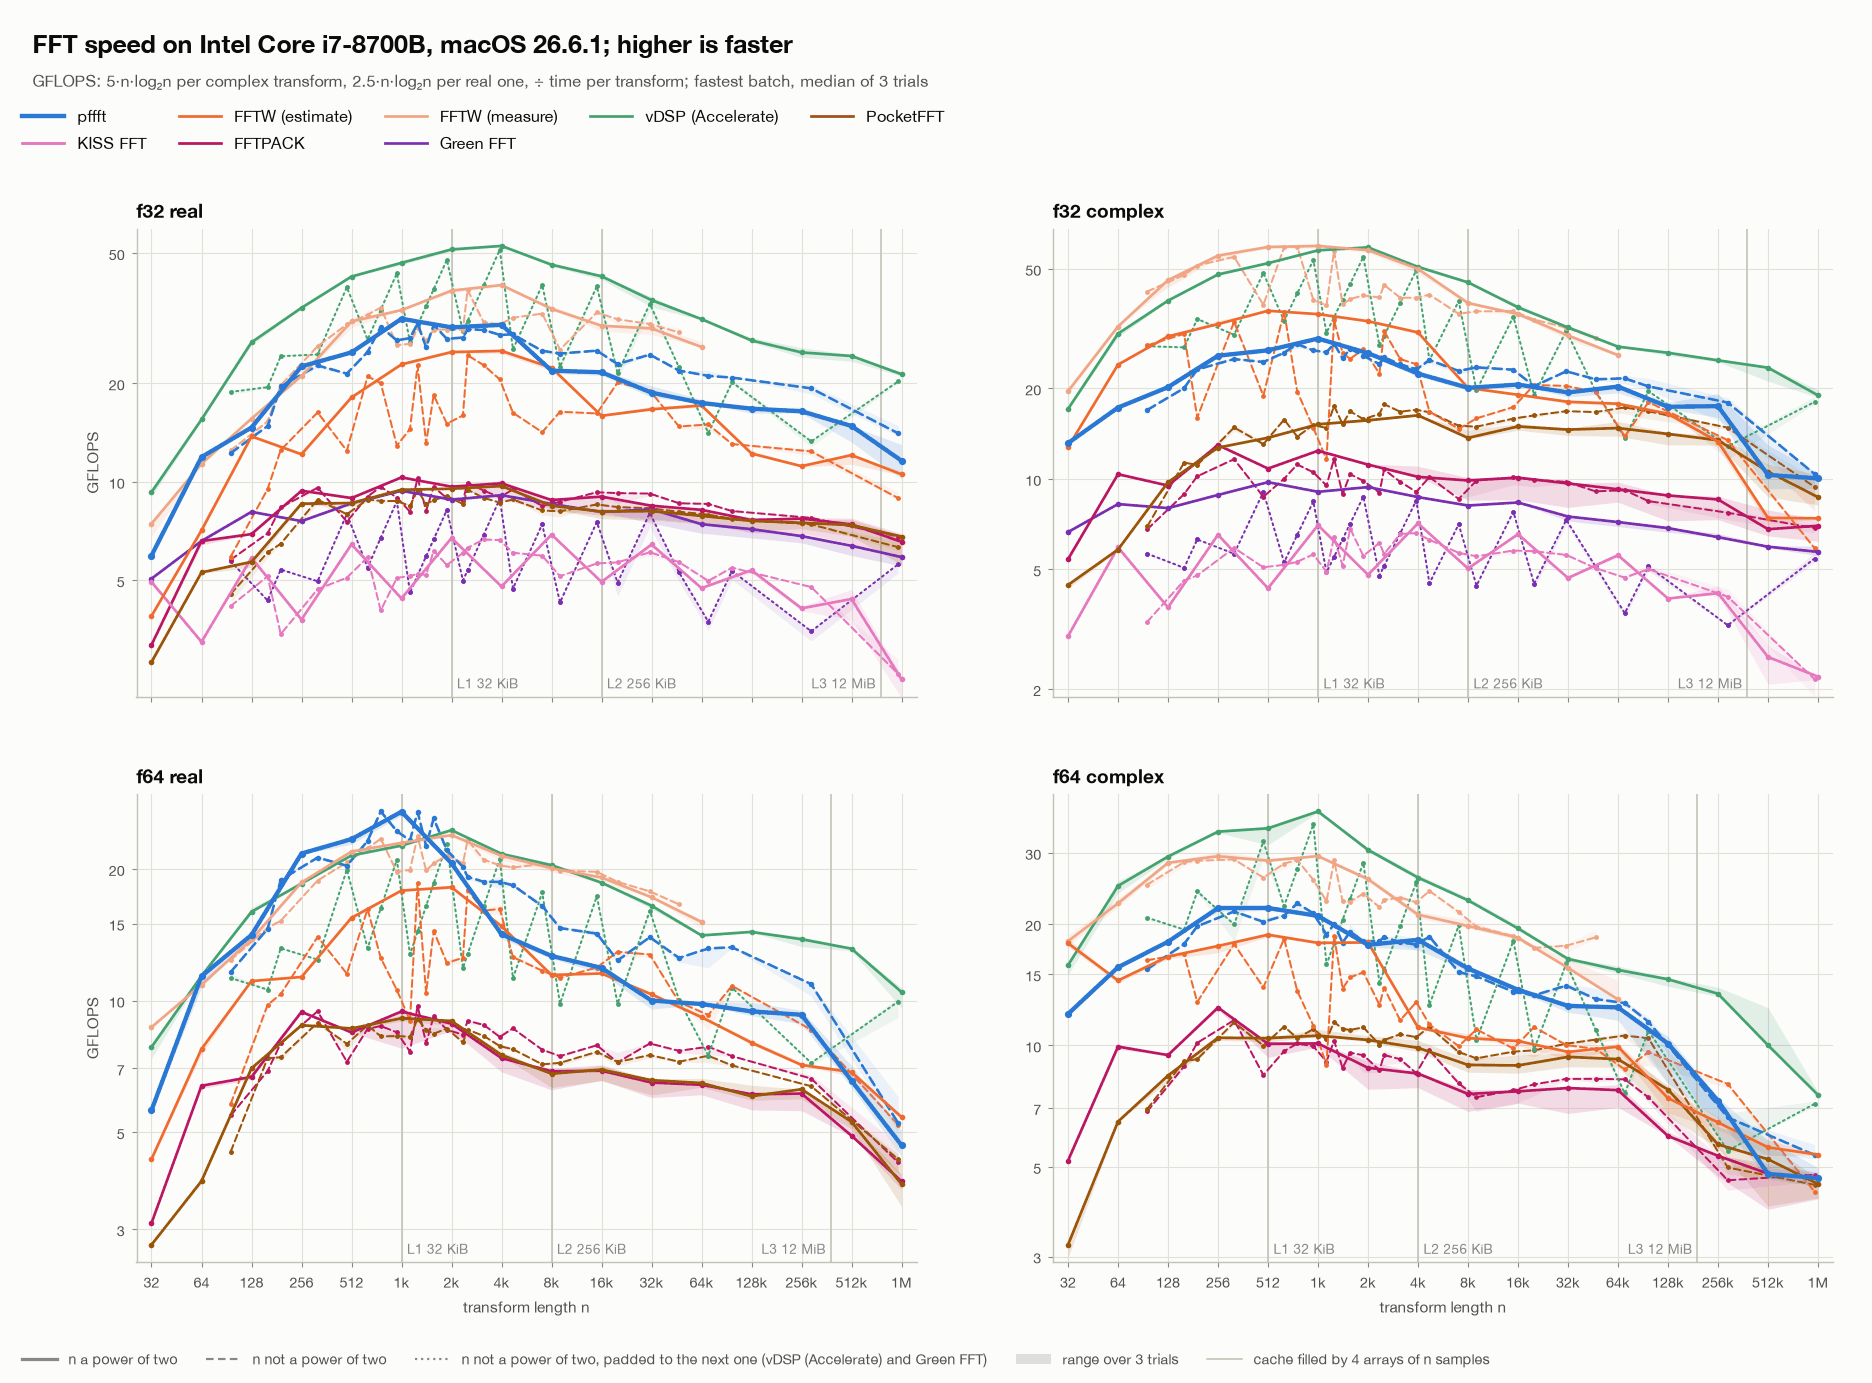 FFT speed on Intel Core i7-8700B, macOS 26.6.1; higher is faster
GFLOPS: 5·n·log₂n per complex transform, 2.5·n·log₂n per real one, ÷ time per transform; fastest batch, median of 3 trials
pffft FFTW (estimate) FFTW (measure) vDSP (Accelerate) PocketFFT
KISS FFT FFTPACK Green FFT
f32 real
50
20
10
5
GFLOPS
L1 32 KiB L2 256 KiB L3 12 MiB
f32 complex
50
20
10
5
2
L1 32 KiB L2 256 KiB L3 12 MiB
f64 real
20
15
10
7
5
3
GFLOPS
L1 32 KiB L2 256 KiB L3 12 MiB
32 64 128 256 512 1k 2k 4k 8k 16k 32k 64k 128k 256k 512k 1M
transform length n
f64 complex
30
20
15
10
7
5
3
L1 32 KiB L2 256 KiB L3 12 MiB
32 64 128 256 512 1k 2k 4k 8k 16k 32k 64k 128k 256k 512k 1M
transform length n
n a power of two n not a power of two n not a power of two, padded to the next one (vDSP (Accelerate) and Green FFT) range over 3 trials cache filled by 4 arrays of n samples